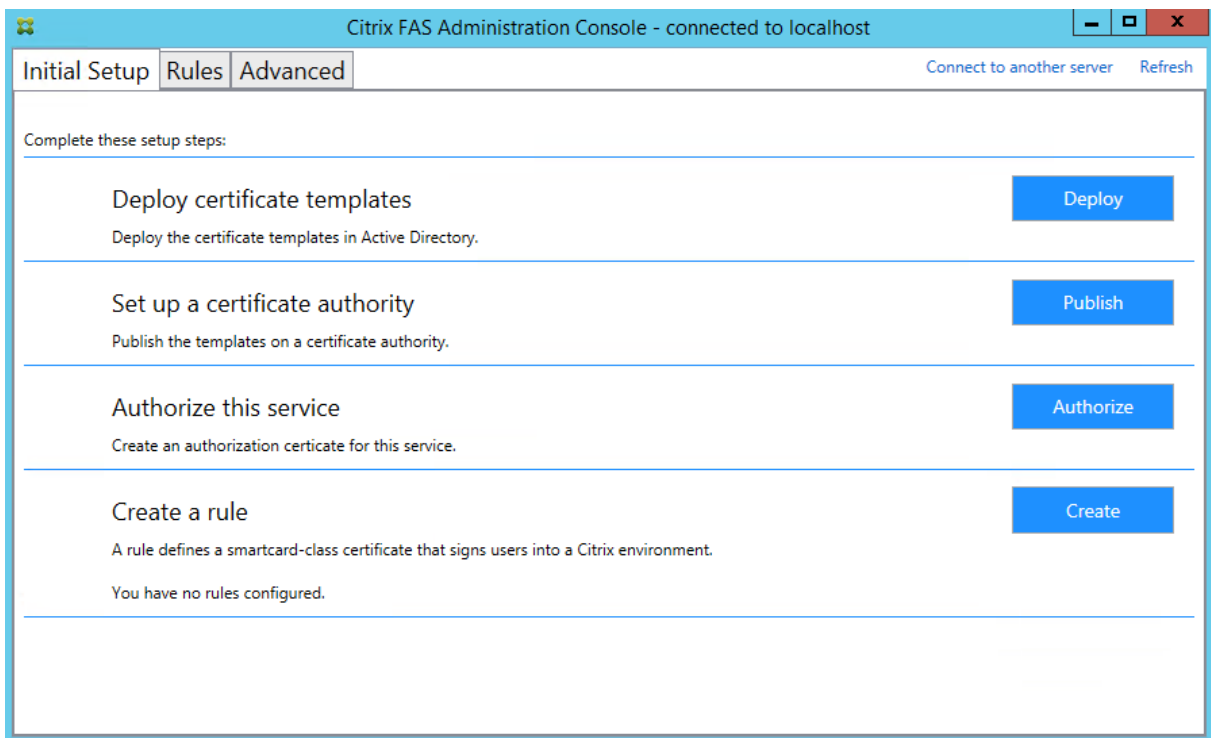 Citrix FAS Administration Console - connected to localhost
Initial Setup Rules Advanced Connect to another server Refresh
Complete these setup steps:
Deploy certificate templates
Deploy
Deploy the certificate templates in Active Directory.
Set up a certificate authority
Publish
Publish the templates on a certificate authority.
Authorize this service
Authorize
Create an authorization certicate for this service.
Create a rule
Create
A rule defines a smartcard-class certificate that signs users into a Citrix environment.
You have no rules configured.